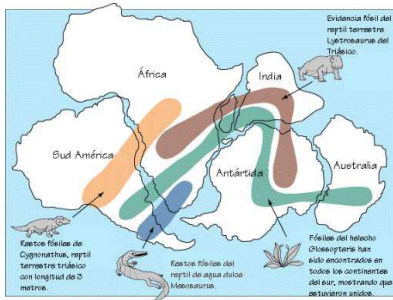 Evidencia fósil del
reptil terrestre
Lystrosaurus del
Triásico.
África
India
Sud América
Antártida
Australia
Restos fósiles de
Cygnonathus, reptil
terrestre triásico
con longitud de 3
metros.
Restos fósiles del
reptil de agua dulce
Mesosaurus.
Fósiles del helecho
Glossopteris han
sido encontrados en
todos los continentes
del sur, mostrando que
estuvieron unidos.